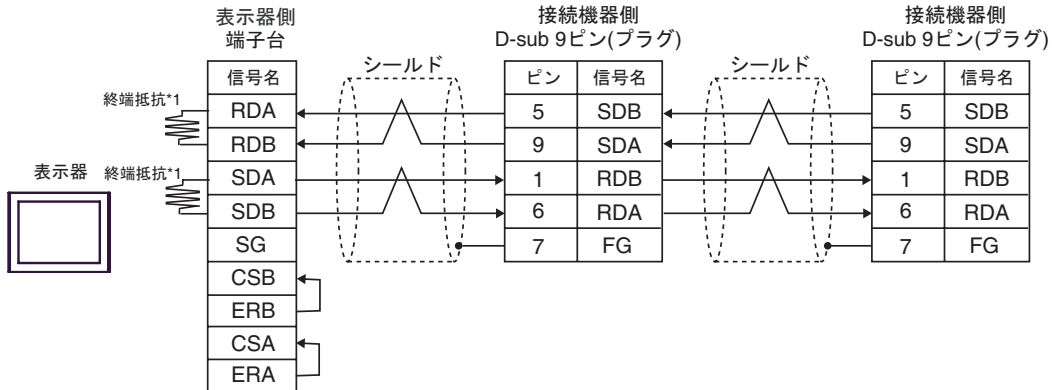 表示器側
端子台
信号名
RDA
RDB
SDA
SDB
SG
CSB
ERB
CSA
ERA
終端抵抗*1
終端抵抗*1
表示器
シールド
接続機器側
D-sub 9ピン(プラグ)
ピン 信号名
5 SDB
9 SDA
1 RDB
6 RDA
7 FG
シールド
接続機器側
D-sub 9ピン(プラグ)
ピン 信号名
5 SDB
9 SDA
1 RDB
6 RDA
7 FG